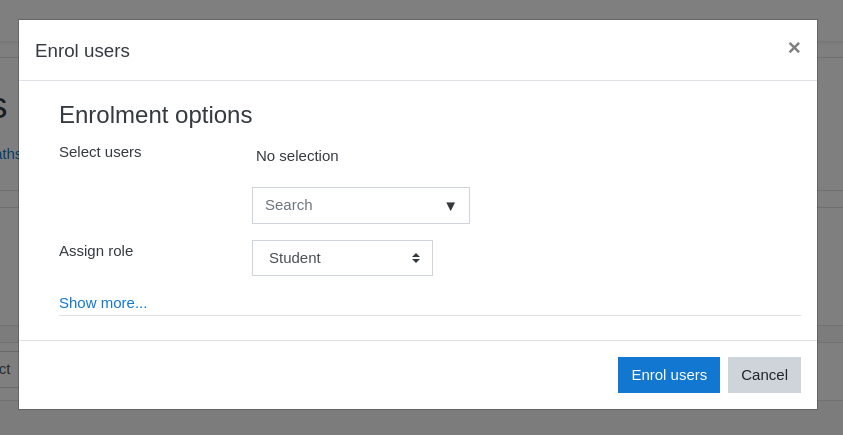 Enrol users
×
s
Enrolment options
Select users
No selection
aths
Search
Assign role
Student
Show more...
ct
Enrol users
Cancel